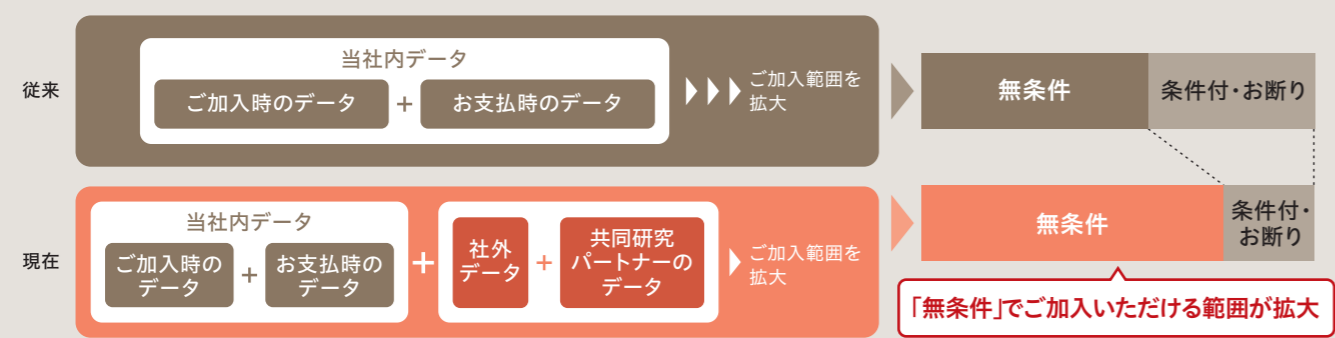 従来
当社内データ
ご加入時のデータ
+
お支払時のデータ
ご加入範囲を
拡大
無条件
条件付・お断り
現在
当社内データ
ご加入時の
データ
+
お支払時の
データ
+
社外
データ
+
共同研究
パートナーの
データ
ご加入範囲を
拡大
無条件
条件付・
お断り
「無条件」でご加入いただける範囲が拡大